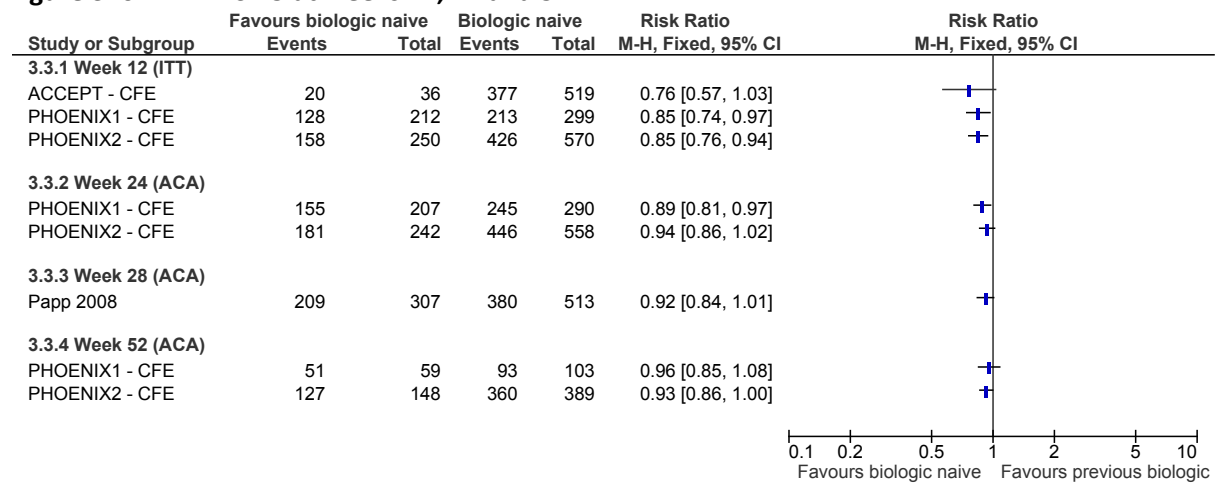 Favours biologic naive Biologic naive Risk Ratio Risk Ratio
Study or Subgroup Events Total Events Total M-H, Fixed, 95% CI M-H, Fixed, 95% CI
3.3.1 Week 12 (ITT)
ACCEPT - CFE 20 36 377 519 0.76 [0.57, 1.03]
PHOENIX1 - CFE 128 212 213 299 0.85 [0.74, 0.97]
PHOENIX2 - CFE 158 250 426 570 0.85 [0.76, 0.94]
3.3.2 Week 24 (ACA)
PHOENIX1 - CFE 155 207 245 290 0.89 [0.81, 0.97]
PHOENIX2 - CFE 181 242 446 558 0.94 [0.86, 1.02]
3.3.3 Week 28 (ACA)
Papp 2008 209 307 380 513 0.92 [0.84, 1.01]
3.3.4 Week 52 (ACA)
PHOENIX1 - CFE 51 59 93 103 0.96 [0.85, 1.08]
PHOENIX2 - CFE 127 148 360 389 0.93 [0.86, 1.00]
0.1 0.2 0.5 1 2 5 10
Favours biologic naive Favours previous biologic